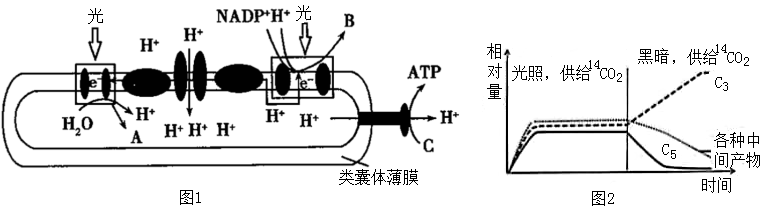 光
光
H⁺
NADP⁺H⁺
B
e
e⁻
H⁺
H⁺
ATP
H₂O
H⁺
A
H⁺ H⁺ H⁺
H⁺
C
类囊体薄膜
图1
相对量
光照，供给¹⁴CO₂
黑暗，供给¹⁴CO₂
C₃
C₅
各种中
间产物
时间
图2